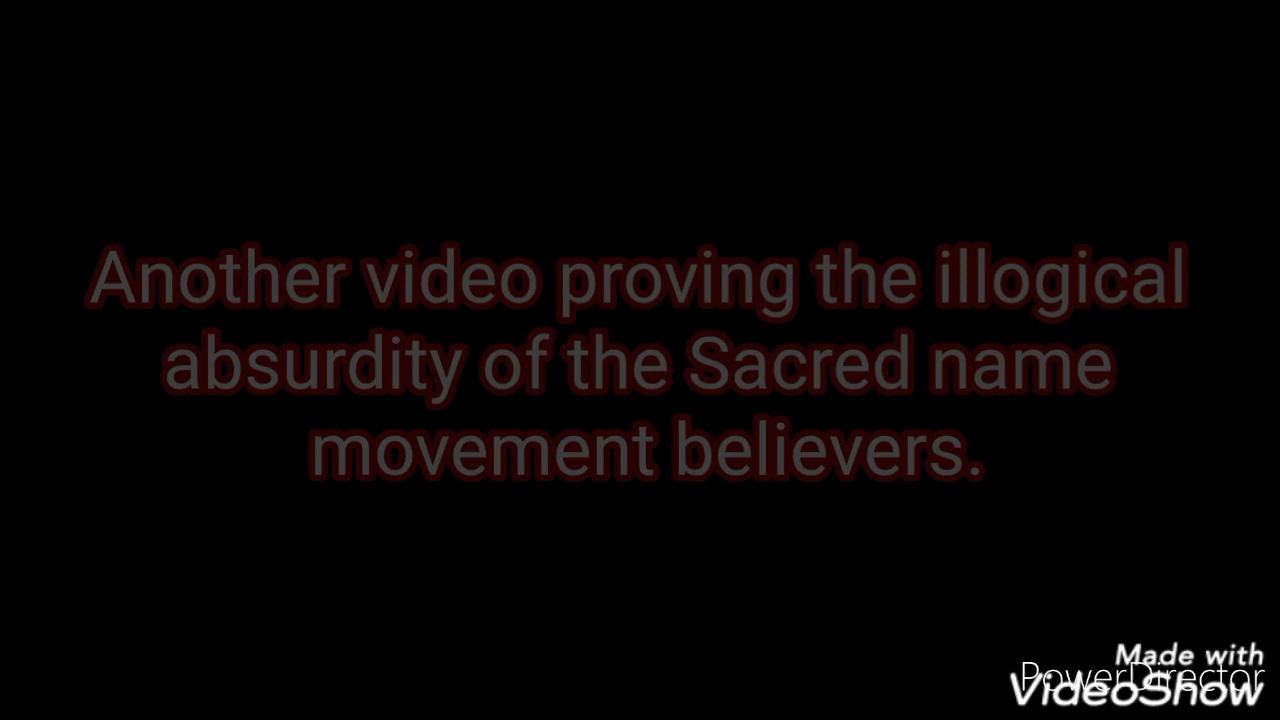 Another video proving the illogical
absurdity of the Sacred name
movement believers.
Made with
PowerDirector
VideoShow